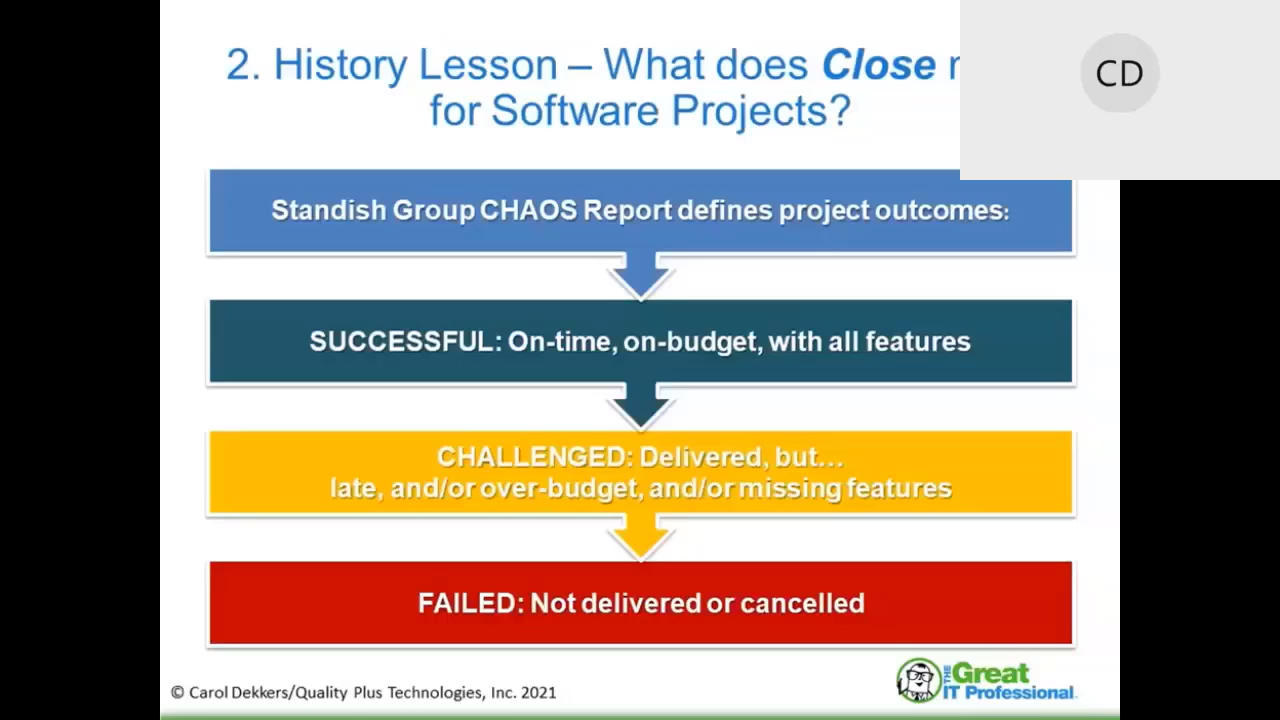 2. History Lesson – What does Close
for Software Projects?
CD
Standish Group CHAOS Report defines project outcomes:
SUCCESSFUL: On-time, on-budget, with all features
CHALLENGED: Delivered, but…
late, and/or over-budget, and/or missing features
FAILED: Not delivered or cancelled
© Carol Dekkers/Quality Plus Technologies, Inc. 2021
THE Great
IT Professional